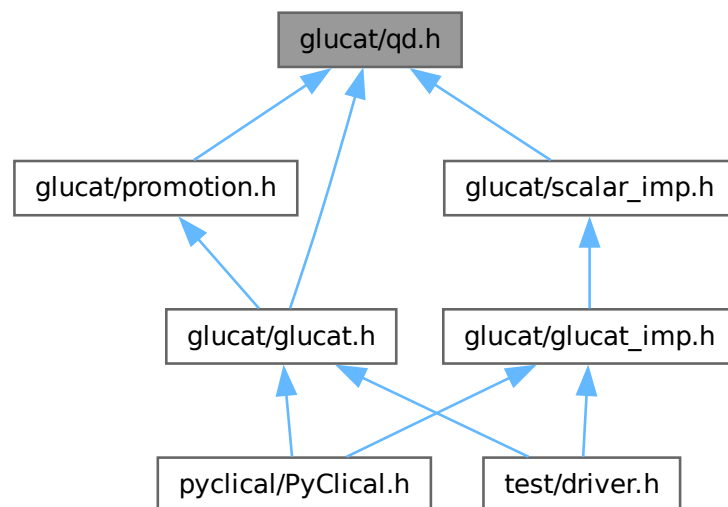 glucat/qd.h
glucat/promotion.h
glucat/scalar_imp.h
glucat/glucat.h
glucat/glucat_imp.h
pyclical/PyClical.h
test/driver.h